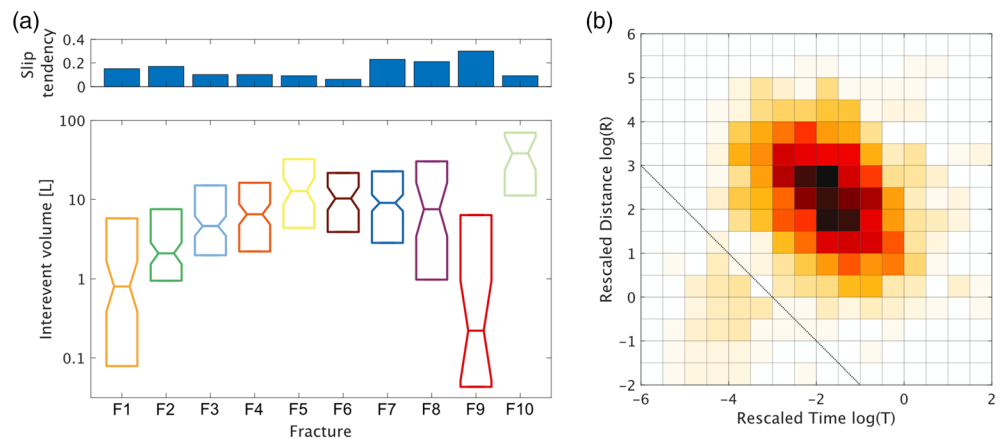 (a)
0.4
0.2
0
Slip
tendency
100
10
1
0.1
Interevent volume [L]
F1 F2 F3 F4 F5 F6 F7 F8 F9 F10
Fracture
(b)
6
5
4
3
2
1
0
-1
-2
Rescaled Distance log(R)
-6 -4 -2 0 2
Rescaled Time log(T)